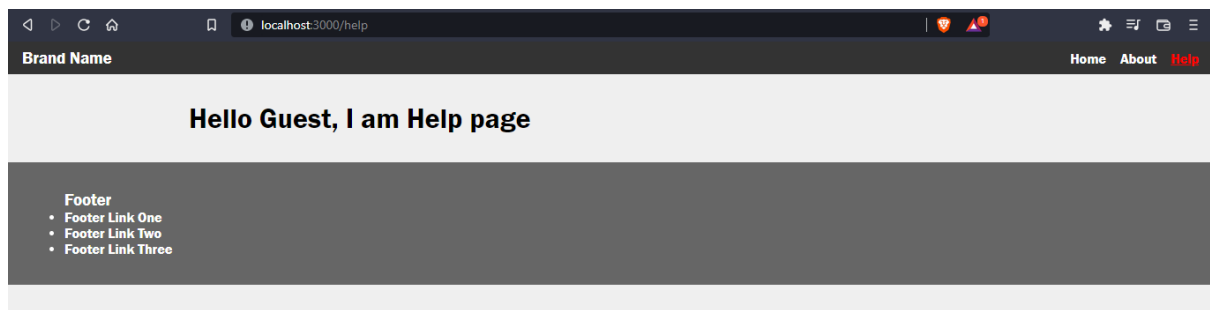 localhost:3000/help
Brand Name
Home About Help
Hello Guest, I am Help page
Footer
• Footer Link One
• Footer Link Two
• Footer Link Three